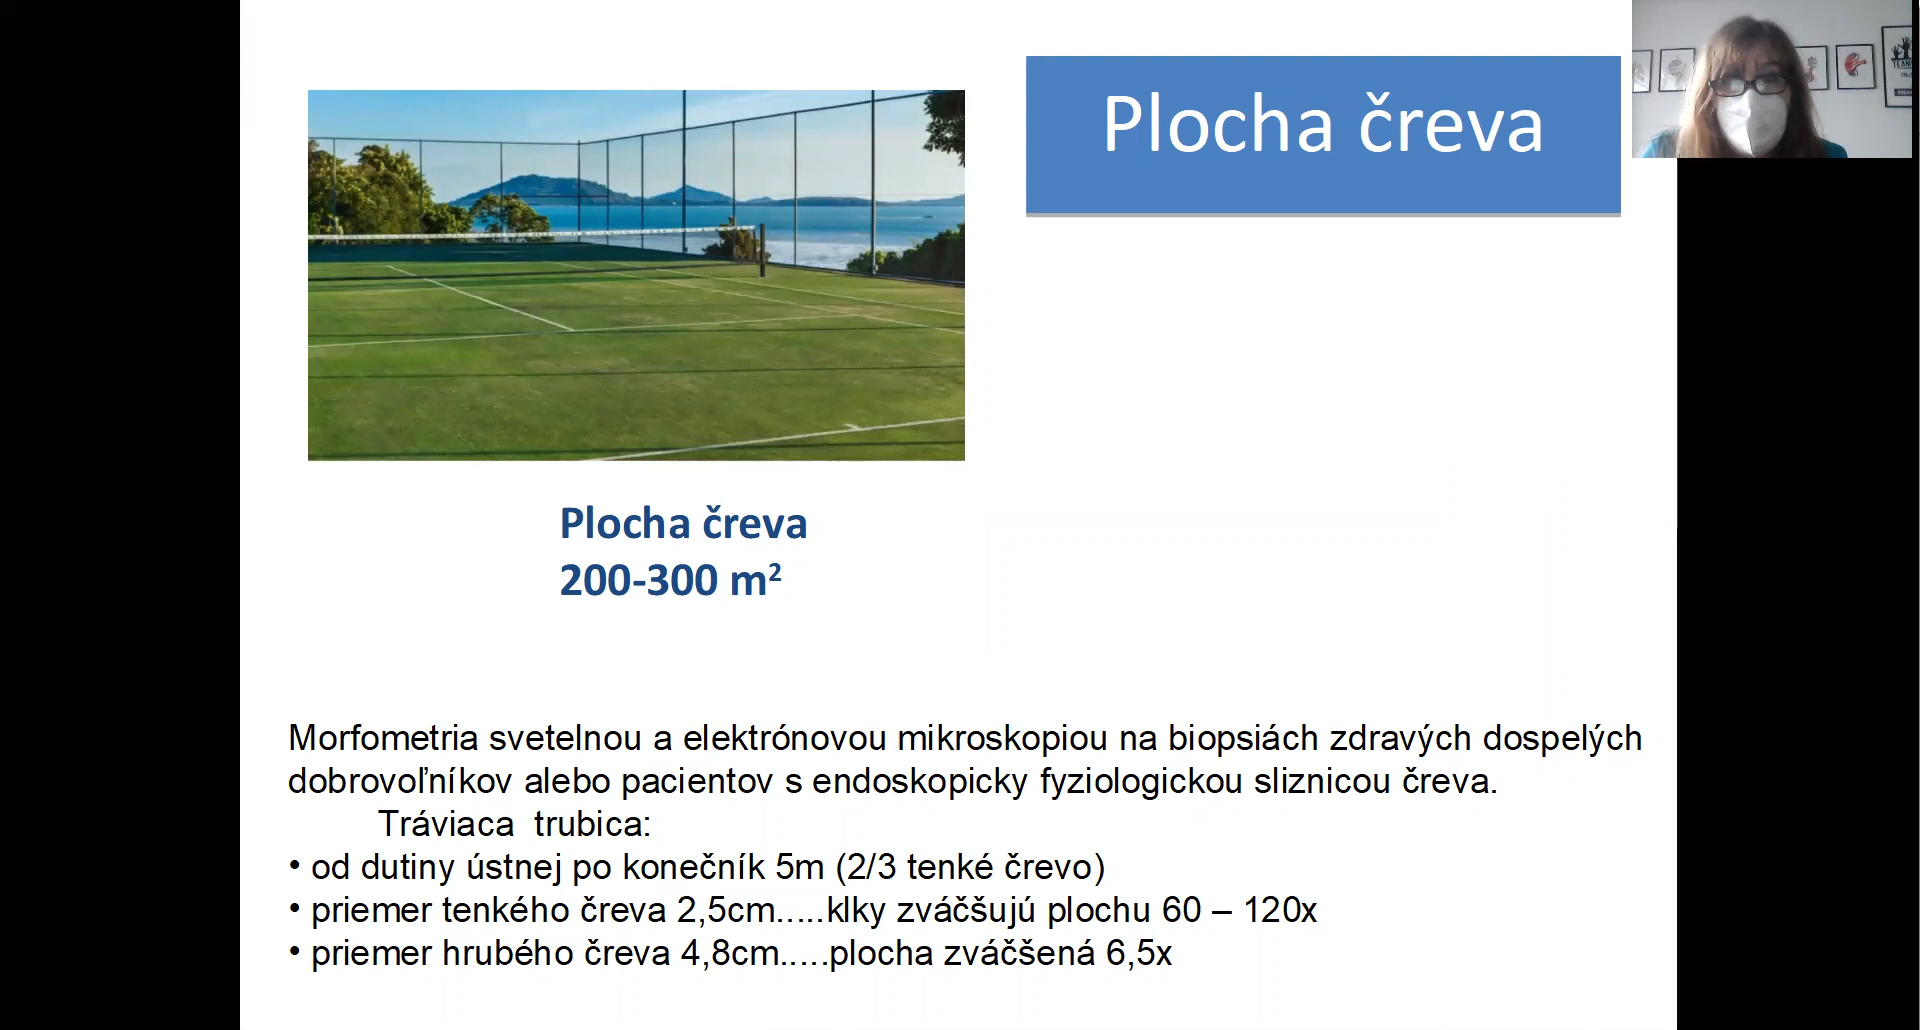 Plocha čreva
Plocha čreva
200-300 m²
Morfometria svetelnou a elektrónovou mikroskopiou na biopsiách zdravých dospelých
dobrovoľníkov alebo pacientov s endoskopicky fyziologickou sliznicou čreva.
Tráviaca trubica:
• od dutiny ústnej po konečník 5m (2/3 tenké črevo)
• priemer tenkého čreva 2,5cm.....klky zváčšujú plochu 60 – 120x
• priemer hrubého čreva 4,8cm.....plocha zváčšená 6,5x